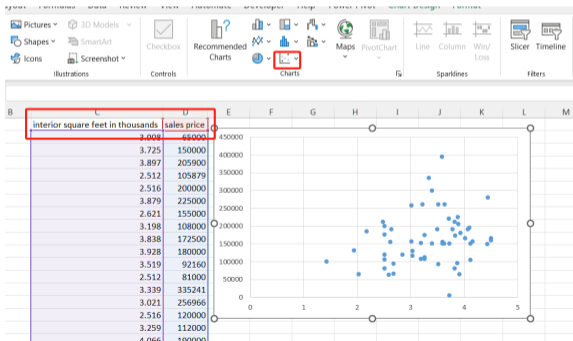 Pictures
3D Models
Shapes
SmartArt
Icons
Screenshot
Illustrations
Checkbox
Controls
Recommended
Charts
Maps
PivotChart
Charts
Line
Column
Win/
Loss
Sparklines
Slicer
Timeline
Filters
B C D E F G H I J K L M
interior square feet in thousands sales price
3.008 65000
3.725 150000
3.897 205900
2.512 105879
2.516 200000
3.879 225000
2.621 155000
3.198 108000
3.838 172500
3.928 180000
3.519 92160
2.512 81000
3.339 335241
3.021 256966
2.516 120000
3.259 112000
4.066 190000
450000
400000
350000
300000
250000
200000
150000
100000
50000
0
0 1 2 3 4 5